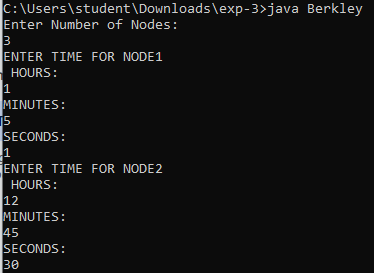 C:\Users\student\Downloads\exp-3>java Berkley
Enter Number of Nodes:
3
ENTER TIME FOR NODE1
 HOURS:
1
MINUTES:
5
SECONDS:
1
ENTER TIME FOR NODE2
 HOURS:
12
MINUTES:
45
SECONDS:
30